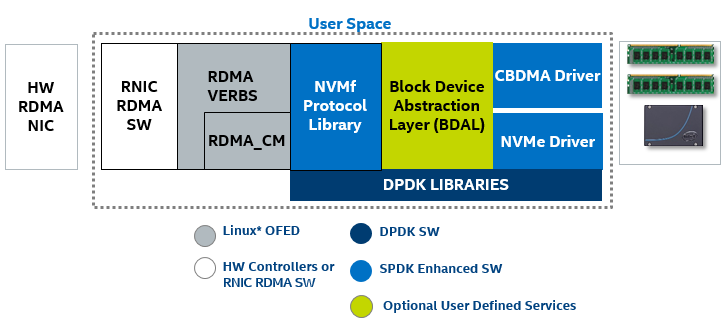 User Space
HW
RDMA
NIC
RNIC
RDMA
SW
RDMA
VERBS
RDMA_CM
NVMf
Protocol
Library
Block Device
Abstraction
Layer (BDAL)
CBDMA Driver
NVMe Driver
DPDK LIBRARIES
Linux* OFED
HW Controllers or
RNIC RDMA SW
DPDK SW
SPDK Enhanced SW
Optional User Defined Services